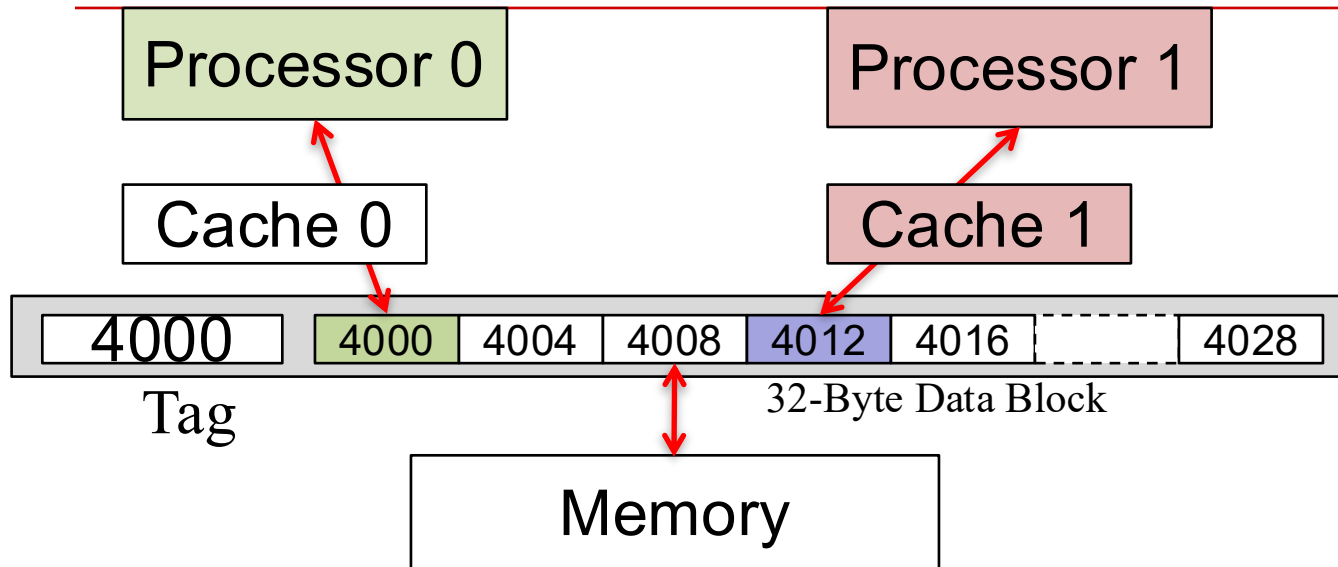 Processor 0
Processor 1
Cache 0
Cache 1
4000
4000 4004 4008 4012 4016 4028
Tag
32-Byte Data Block
Memory